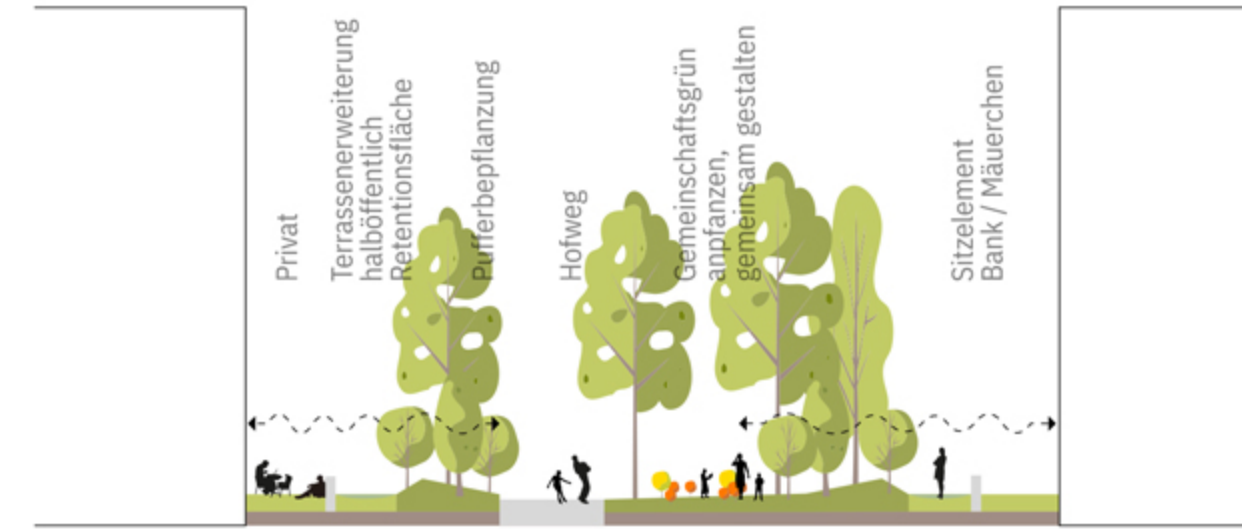 Privat
Terrassenerweiterung
halböffentlich
Retentionsfläche
Pufferbepflanzung
Hofweg
Gemeinschaftsgrün
anpfanzen,
gemeinsam gestalten
Sitzelement
Bank / Mäuerchen